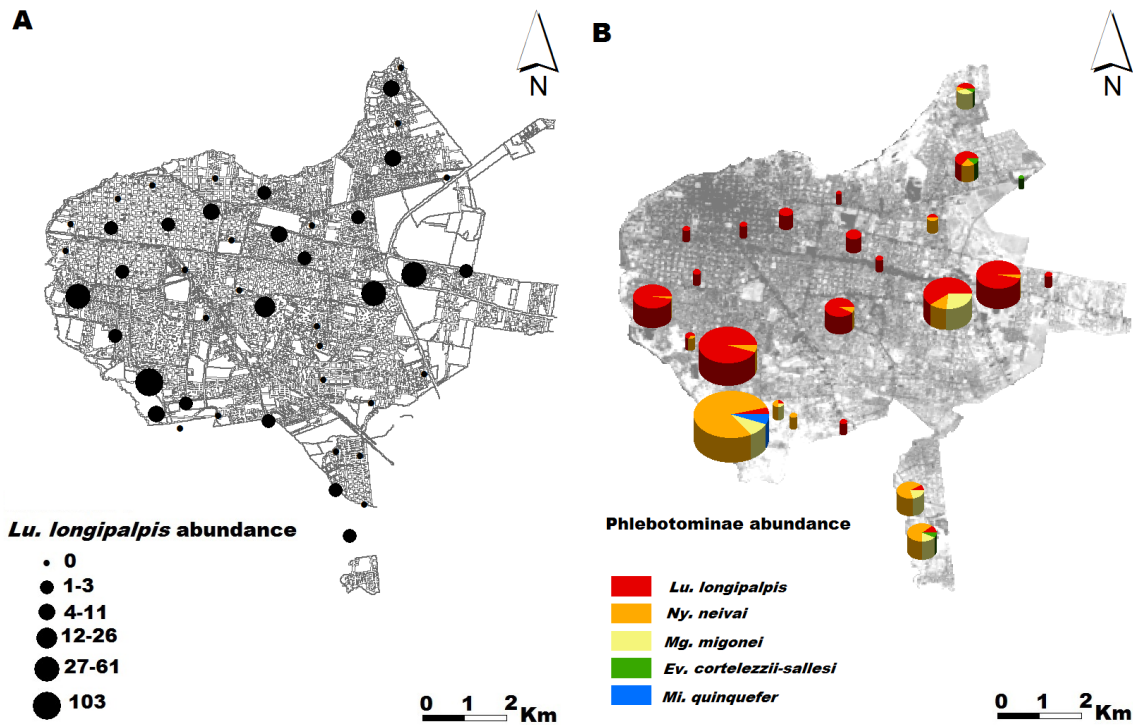 A
N
Lu. longipalpis abundance
0
1-3
4-11
12-26
27-61
103
0 1 2
Km
B
N
Phlebotominae abundance
Lu. longipalpis
Ny. neivai
Mg. migonei
Ev. cortelezzii-sallesi
Mi. quinquefer
0 1 2
Km